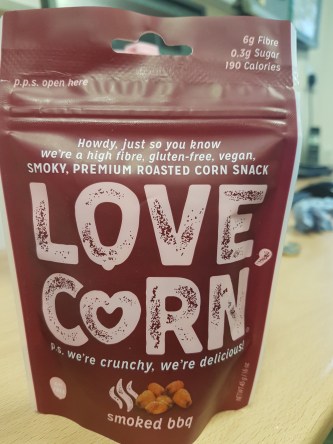 6g Fibre
0.3g Sugar
190 Calories
p.p.s. open here
Howdy, just so you know
we're a high fibre, gluten-free, vegan,
SMOKY, PREMIUM ROASTED CORN SNACK
LOVE
CORN
p.s. we're crunchy, we're delicious!
smoked bbq